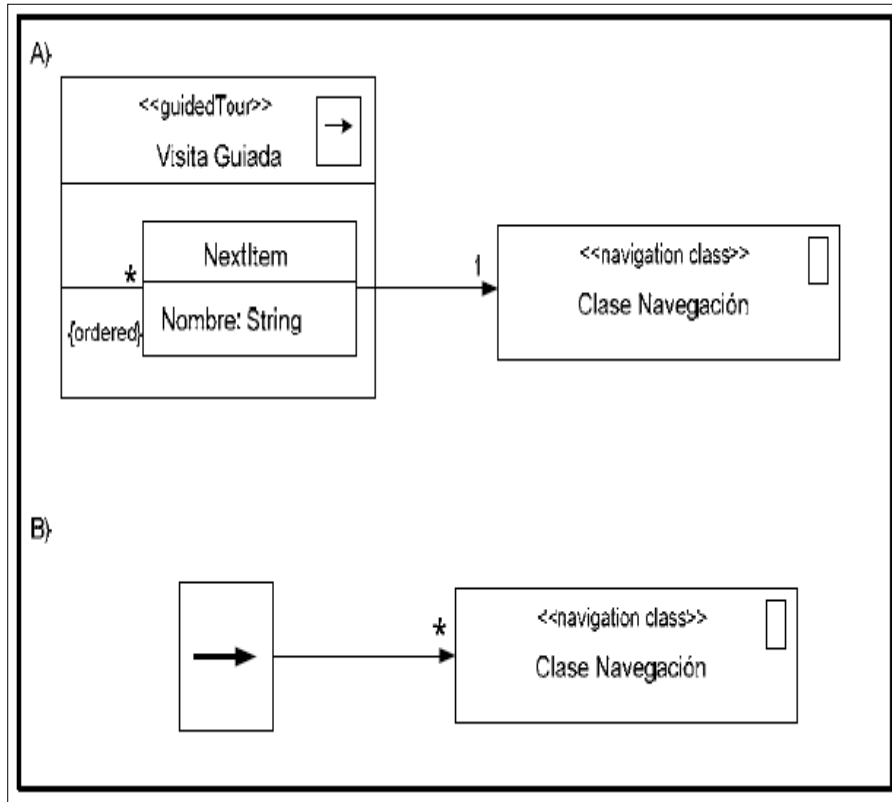 A)
<<guidedTour>>
Visita Guiada
NextItem
*
{ordered}
Nombre: String
1
<<navigation class>>
Clase Navegación
B)
*
<<navigation class>>
Clase Navegación